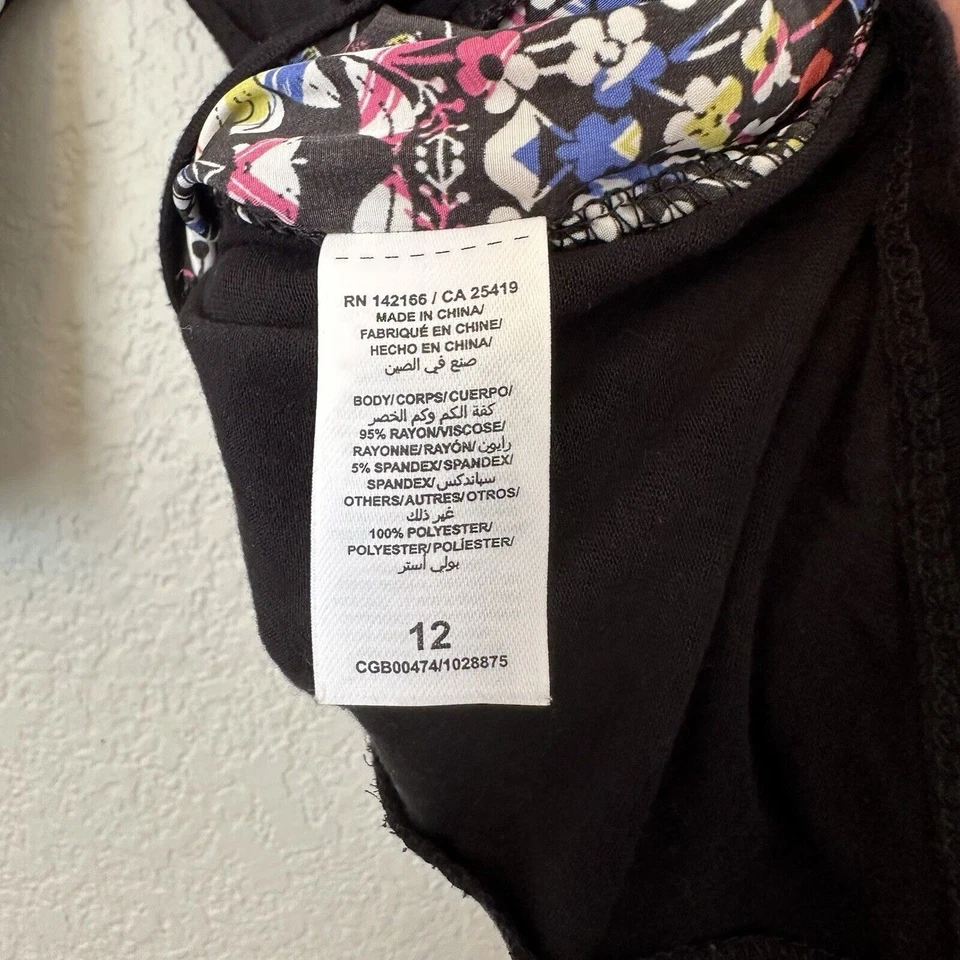 RN 142166 / CA 25419
MADE IN CHINA/
FABRIQUÉ EN CHINE/
HECHO EN CHINA/
صنع في الصين
BODY/CORPS/CUERPO/
كفة الكم وكم الخصر
95% RAYON/VISCOSE/
RAYONNE/RAYÓN/رايون
5% SPANDEX/SPANDEX/
SPANDEX/سباندكس
OTHERS/AUTRES/OTROS/
غير ذلك
100% POLYESTER/
POLYESTER/POLÍESTER/
بولي أستر
12
CGB00474/1028875